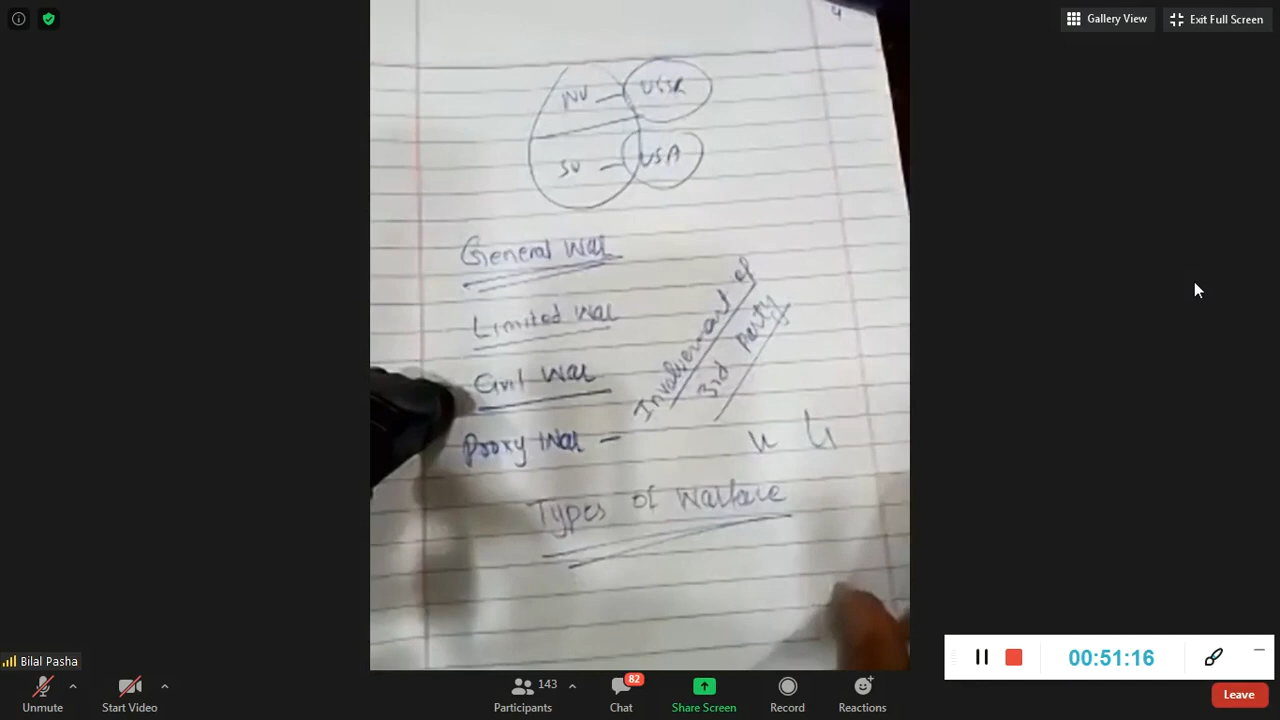 Gallery View
Exit Full Screen
4
NV — USSR
SV — USA
General War
Limited War
Civil War
Involvement of
3rd Party
Proxy War —
Types of Warfare
00:51:16
Bilal Pasha
Unmute
Start Video
143
Participants
82
Chat
Share Screen
Record
Reactions
Leave